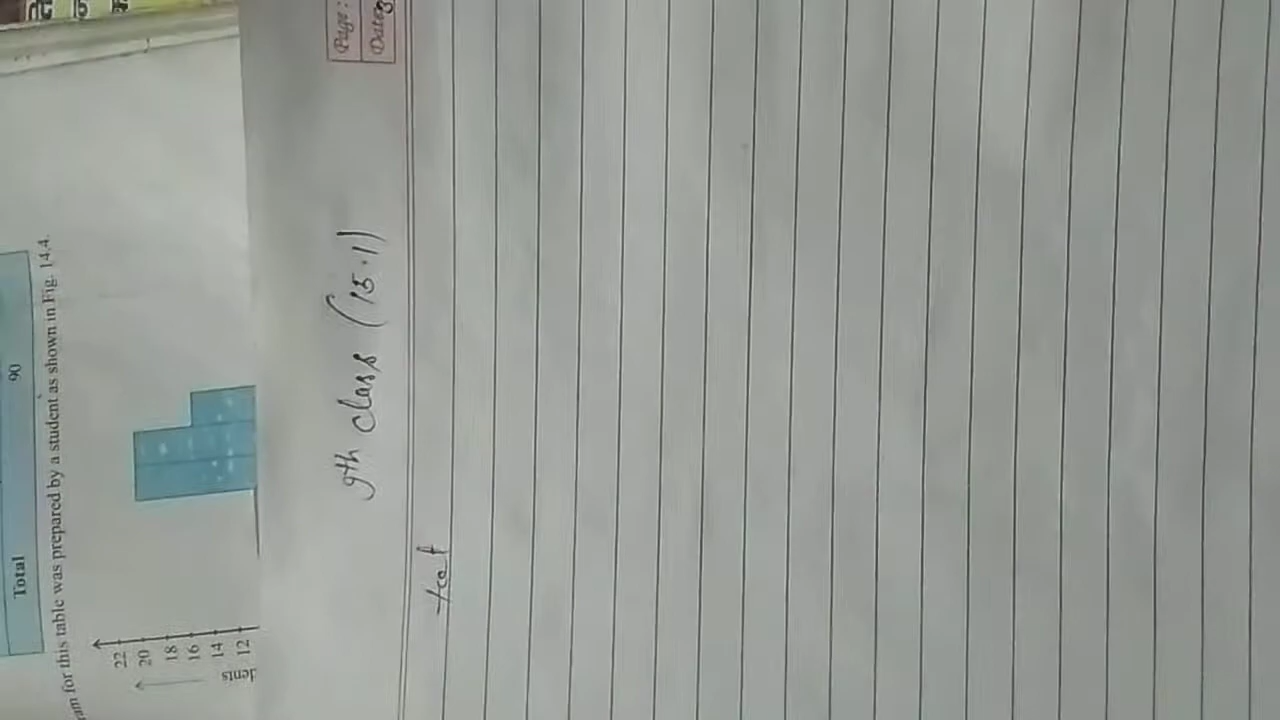 Total 90
am for this table was prepared by a student as shown in Fig. 14.4.
22
20
18
16
14
12
dents
Page:
Date
9th class (15.1)